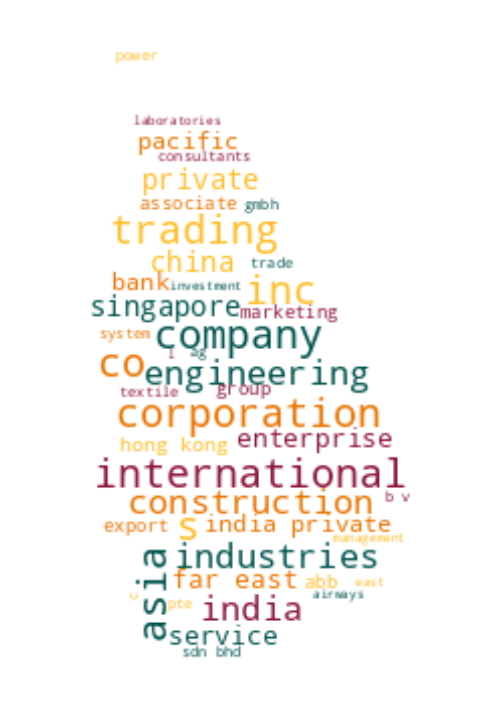 power
laboratories
pacific
consultants
private
associate gmbh
trading
china trade
bank investment inc
singapore marketing
system company
l ag
co engineering
textile group
corporation
hong kong enterprise
international
construction b v
export s india private
management
asia industries
far east abb east
u pte india airways
service
sdn bhd